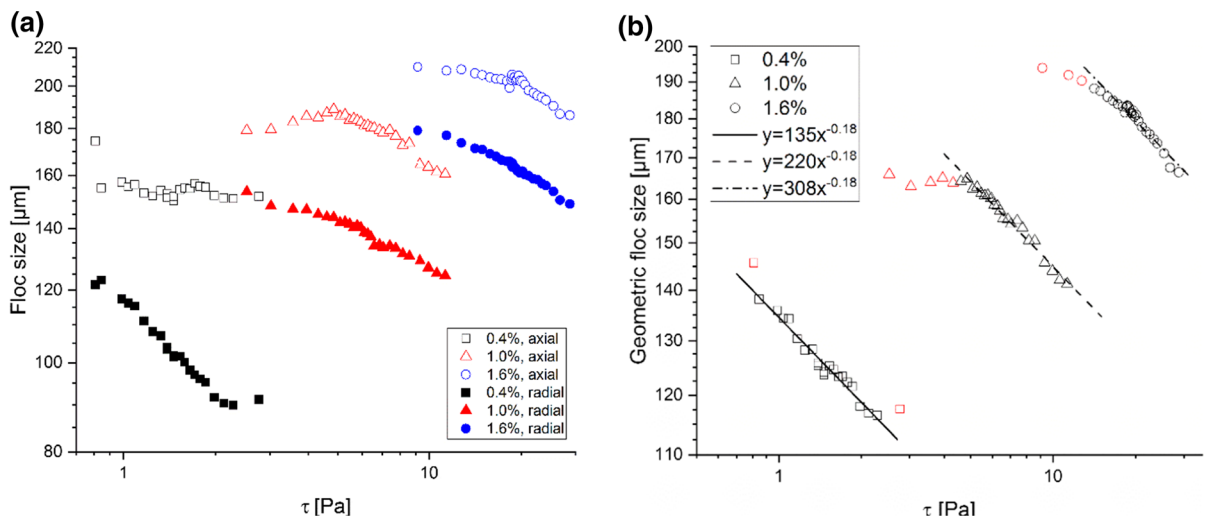 (a)
220
200
180
160
140
120
100
80
Floc size [µm]
1
10
τ [Pa]
0.4%, axial
1.0%, axial
1.6%, axial
0.4%, radial
1.0%, radial
1.6%, radial
(b)
200
190
180
170
160
150
140
130
120
110
Geometric floc size [µm]
1
10
τ [Pa]
0.4%
1.0%
1.6%
y=135x^-0.18
y=220x^-0.18
y=308x^-0.18